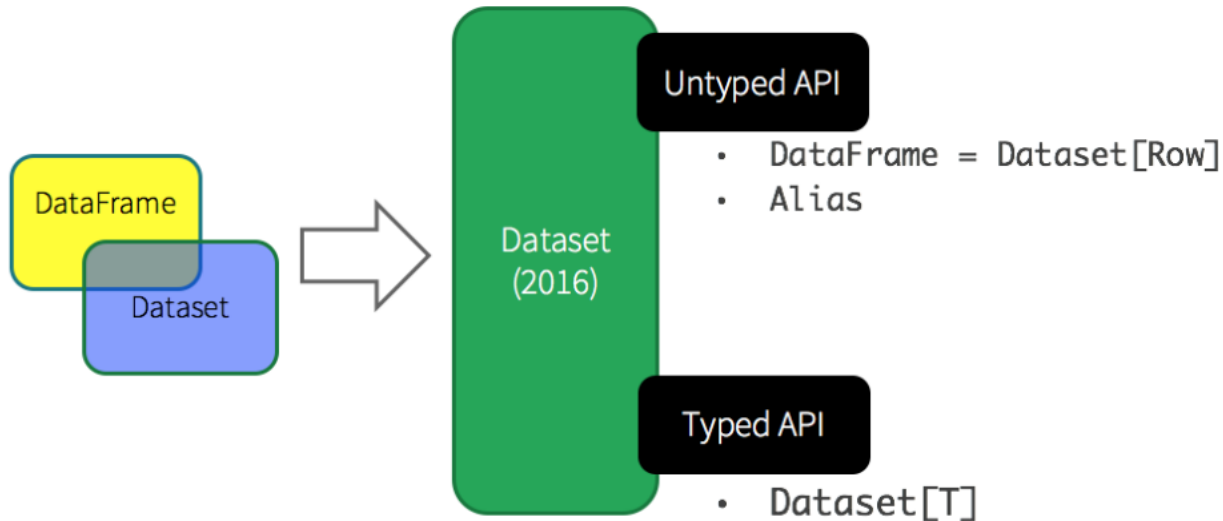 DataFrame
Dataset
Dataset
(2016)
Untyped API
• DataFrame = Dataset[Row]
• Alias
Typed API
• Dataset[T]